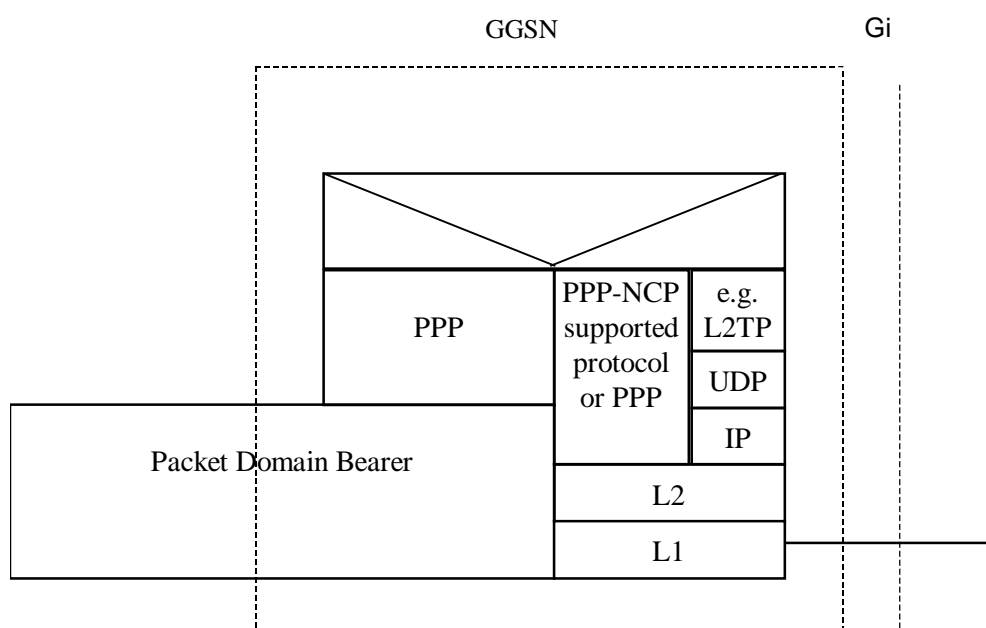 GGSN
Gi
PPP
PPP-NCP
supported
protocol
or PPP
e.g.
L2TP
UDP
IP
Packet Domain Bearer
L2
L1